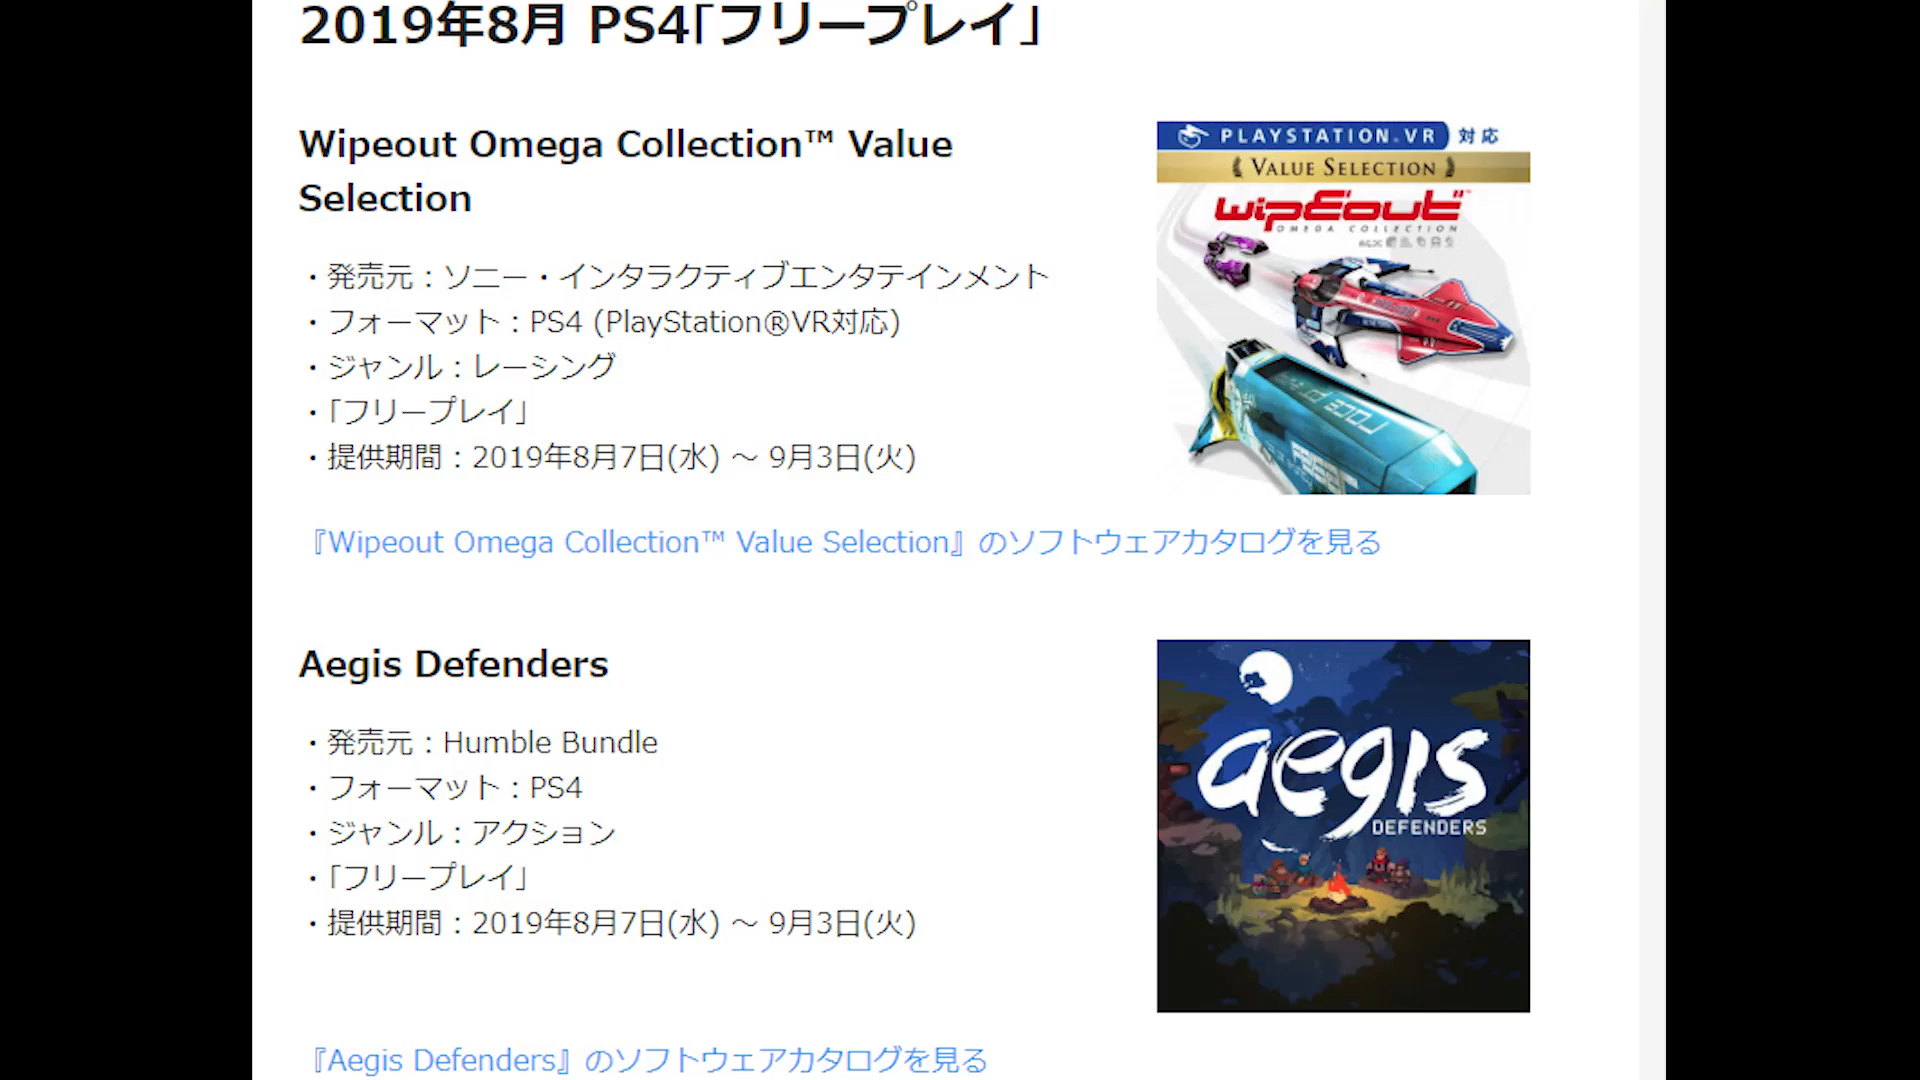 2019年8月 PS4「フリープレイ」
Wipeout Omega Collection™ Value
Selection
・発売元：ソニー・インタラクティブエンタテインメント
・フォーマット：PS4 (PlayStation®VR対応)
・ジャンル：レーシング
・「フリープレイ」
・提供期間：2019年8月7日(水) ～ 9月3日(火)
PLAYSTATION®VR 対応
VALUE SELECTION
wipEout™
OMEGA COLLECTION
『Wipeout Omega Collection™ Value Selection』のソフトウェアカタログを見る
Aegis Defenders
・発売元：Humble Bundle
・フォーマット：PS4
・ジャンル：アクション
・「フリープレイ」
・提供期間：2019年8月7日(水) ～ 9月3日(火)
aegis
DEFENDERS
『Aegis Defenders』のソフトウェアカタログを見る